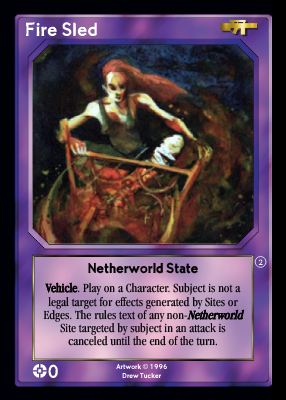 Fire Sled
2
Netherworld State
Vehicle. Play on a Character. Subject is not a
legal target for effects generated by Sites or
Edges. The rules text of any non-Netherworld
Site targeted by subject in an attack is
canceled until the end of the turn.
0
Artwork © 1996
Drew Tucker